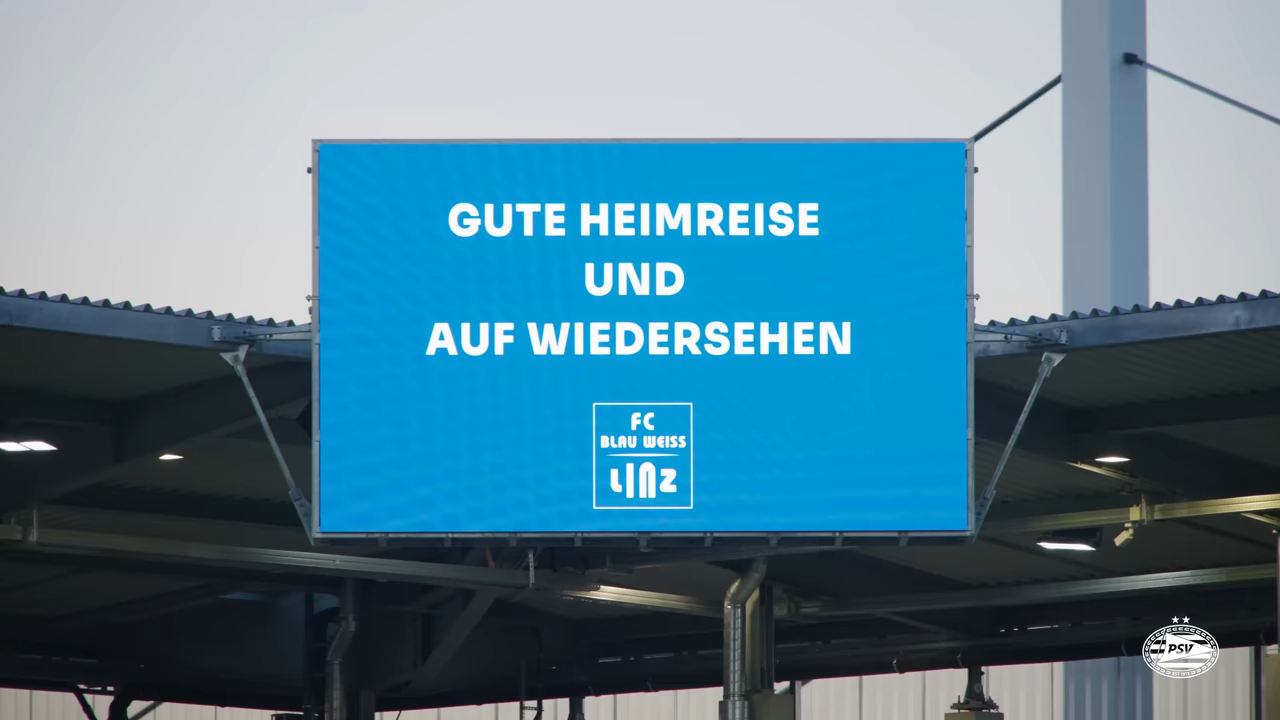 GUTE HEIMREISE
UND
AUF WIEDERSEHEN
FC
BLAU WEISS
LINZ
PSV